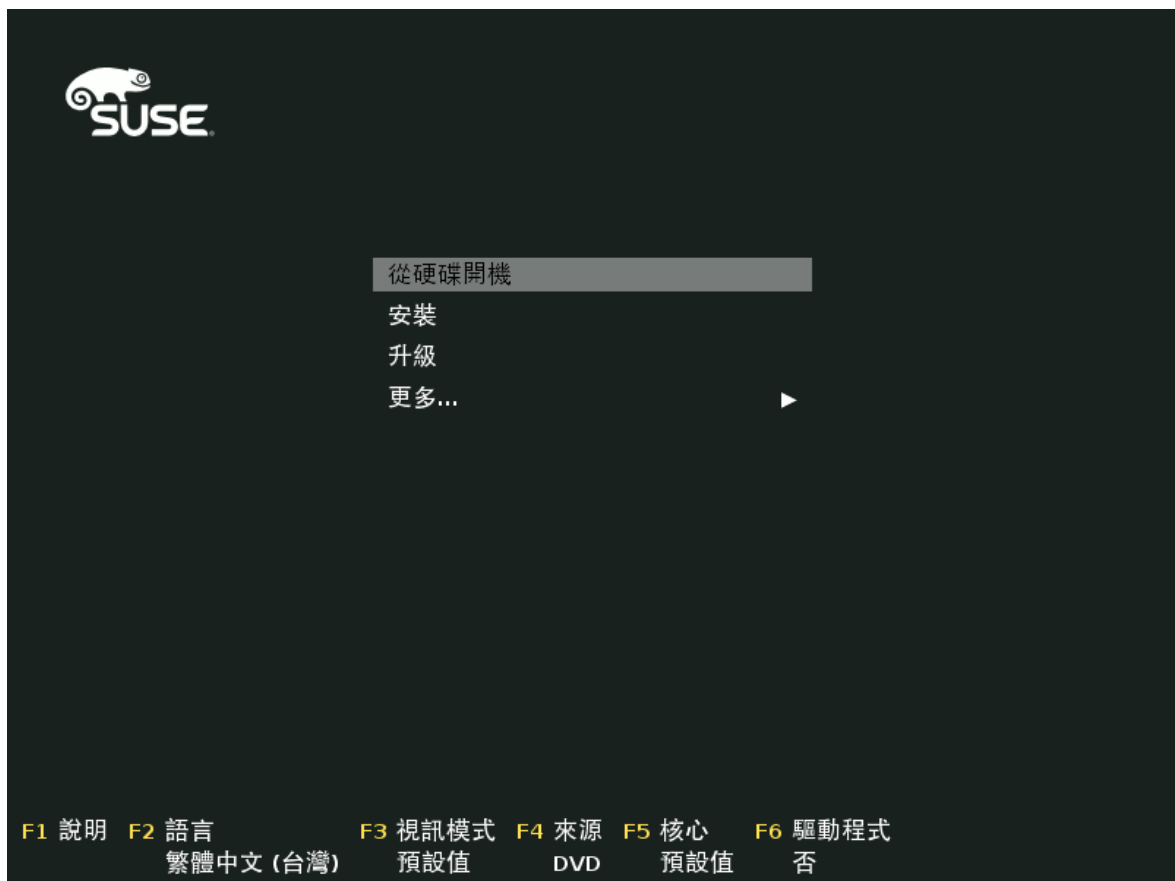 SUSE
從硬碟開機
安裝
升級
更多...
F1 說明 F2 語言 F3 視訊模式 F4 來源 F5 核心 F6 驅動程式
繁體中文 (台灣) 預設值 DVD 預設值 否